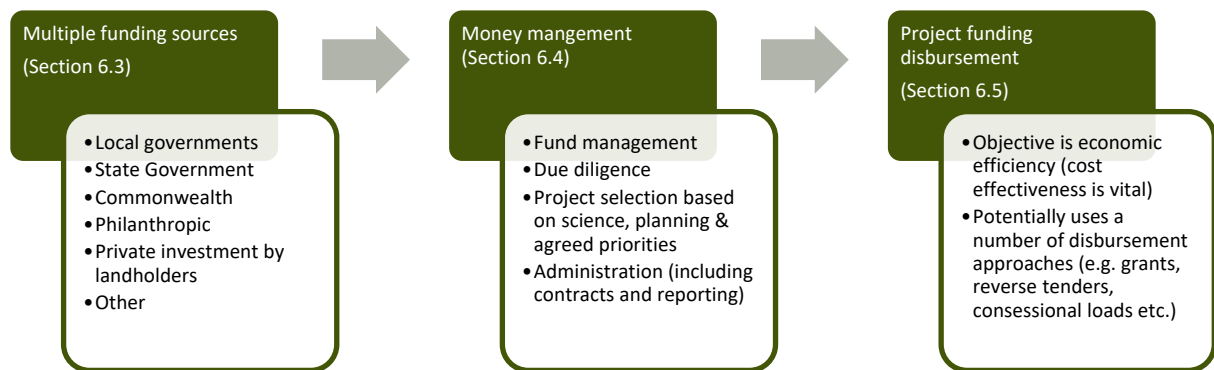 Multiple funding sources
(Section 6.3)
•Local governments
•State Government
•Commonwealth
•Philanthropic
•Private investment by
landholders
•Other
Money mangement
(Section 6.4)
•Fund management
•Due diligence
•Project selection based
on science, planning &
agreed priorities
•Administration (including
contracts and reporting)
Project funding
disbursement
(Section 6.5)
•Objective is economic
efficiency (cost
effectiveness is vital)
•Potentially uses a
number of disbursement
approaches (e.g. grants,
reverse tenders,
consessional loads etc.)